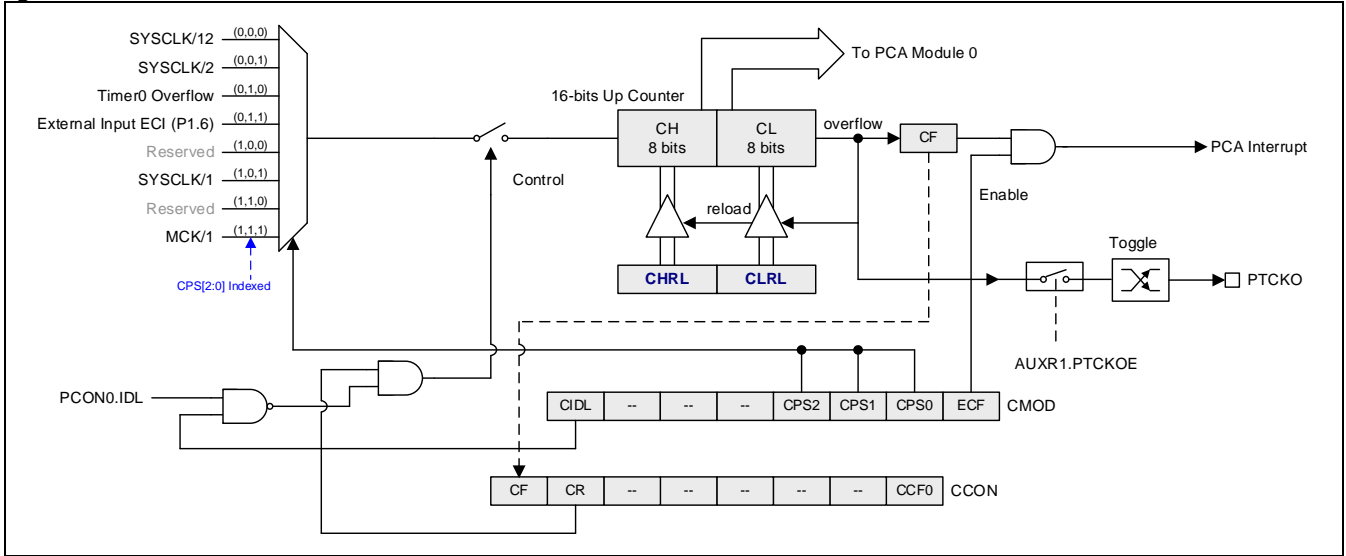 SYSCLK/12 (0,0,0)
SYSCLK/2 (0,0,1)
Timer0 Overflow (0,1,0)
External Input ECI (P1.6) (0,1,1)
Reserved (1,0,0)
SYSCLK/1 (1,0,1)
Reserved (1,1,0)
MCK/1 (1,1,1)
CPS[2:0] Indexed
Control
To PCA Module 0
16-bits Up Counter
CH
8 bits
CL
8 bits
overflow
CF
PCA Interrupt
Enable
reload
CHRL
CLRL
Toggle
PTCKO
AUXR1.PTCKOE
PCON0.IDL
CIDL -- -- -- CPS2 CPS1 CPS0 ECF CMOD
CF CR -- -- -- -- -- CCF0 CCON